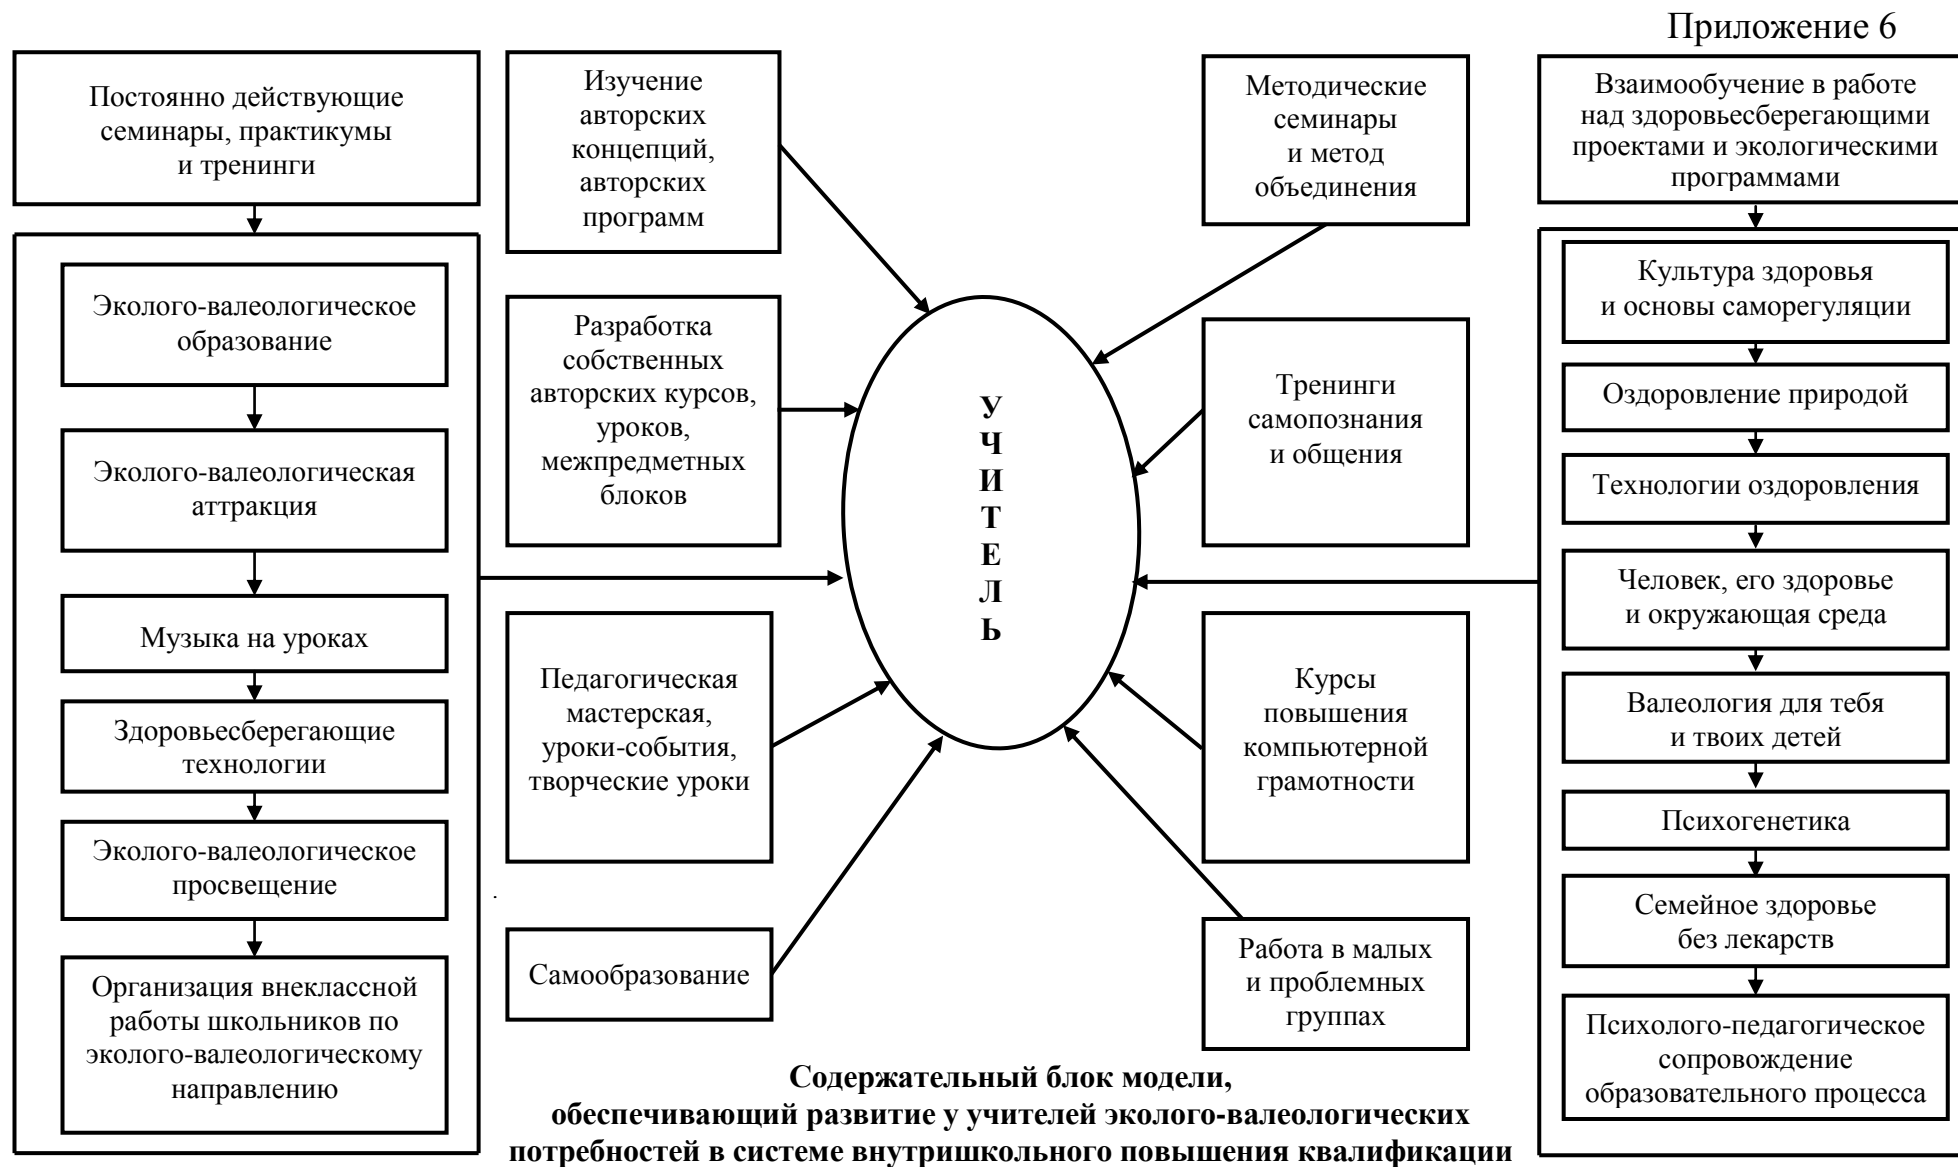 Приложение 6
Постоянно действующие
семинары, практикумы
и тренинги
Эколого-валеологическое
образование
Эколого-валеологическая
аттракция
Музыка на уроках
Здоровьесберегающие
технологии
Эколого-валеологическое
просвещение
Организация внеклассной
работы школьников по
эколого-валеологическому
направлению
Изучение
авторских
концепций,
авторских
программ
Разработка
собственных
авторских курсов,
уроков,
межпредметных
блоков
Педагогическая
мастерская,
уроки-события,
творческие уроки
Самообразование
У
Ч
И
Т
Е
Л
Ь
Методические
семинары
и метод
объединения
Тренинги
самопознания
и общения
Курсы
повышения
компьютерной
грамотности
Работа в малых
и проблемных
группах
Взаимообучение в работе
над здоровьесберегающими
проектами и экологическими
программами
Культура здоровья
и основы саморегуляции
Оздоровление природой
Технологии оздоровления
Человек, его здоровье
и окружающая среда
Валеология для тебя
и твоих детей
Психогенетика
Семейное здоровье
без лекарств
Психолого-педагогическое
сопровождение
образовательного процесса
Содержательный блок модели,
обеспечивающий развитие у учителей эколого-валеологических
потребностей в системе внутришкольного повышения квалификации